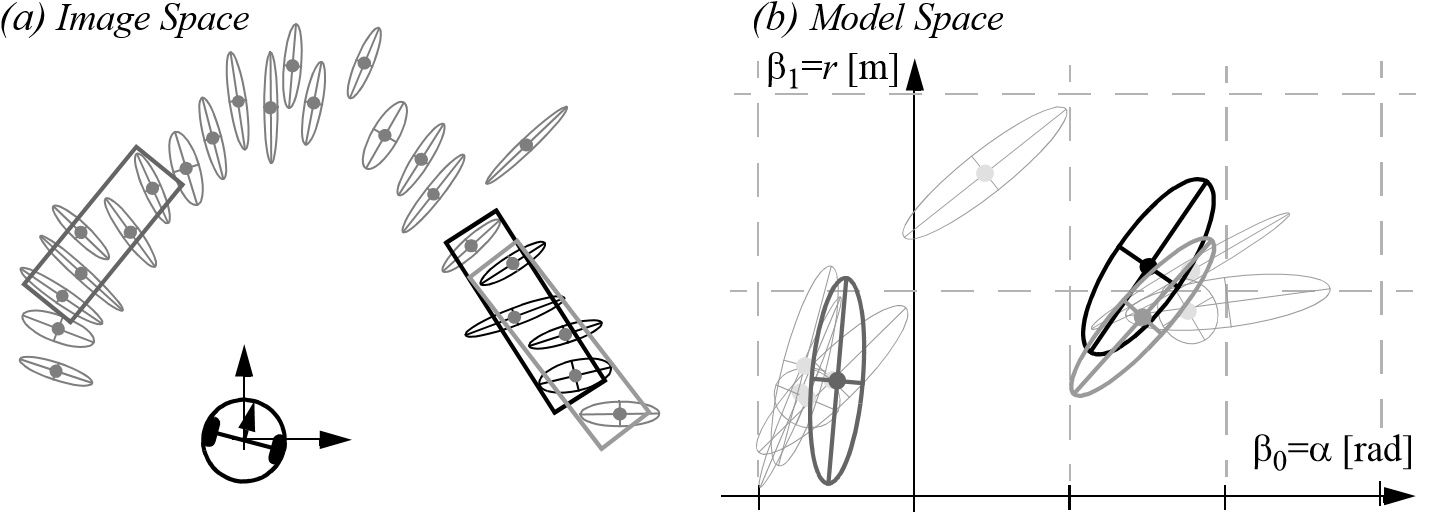 (a) Image Space
(b) Model Space
β₁=r [m]
β₀=α [rad]